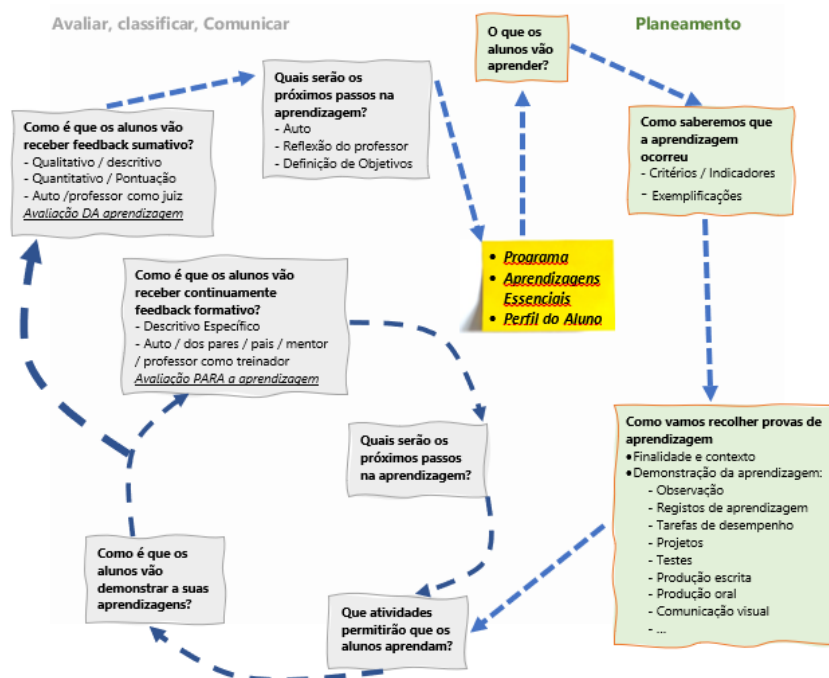 Avaliar, classificar, Comunicar
Planeamento
O que os
alunos vão
aprender?
Como saberemos que
a aprendizagem
ocorreu
- Critérios / Indicadores
- Exemplificações
Como vamos recolher provas de
aprendizagem
•Finalidade e contexto
•Demonstração da aprendizagem:
- Observação
- Registos de aprendizagem
- Tarefas de desempenho
- Projetos
- Testes
- Produção escrita
- Produção oral
- Comunicação visual
- ...
Que atividades
permitirão que os
alunos aprendam?
Como é que os
alunos vão
demonstrar a suas
aprendizagens?
Como é que os alunos vão
receber continuamente
feedback formativo?
- Descritivo Específico
- Auto / dos pares / pais / mentor
/ professor como treinador
Avaliação PARA a aprendizagem
Quais serão os
próximos passos
na aprendizagem?
Como é que os alunos vão
receber feedback sumativo?
- Qualitativo / descritivo
- Quantitativo / Pontuação
- Auto /professor como juiz
Avaliação DA aprendizagem
Quais serão os
próximos passos na
aprendizagem?
- Auto
- Reflexão do professor
- Definição de Objetivos
• Programa
• Aprendizagens
Essenciais
• Perfil do Aluno